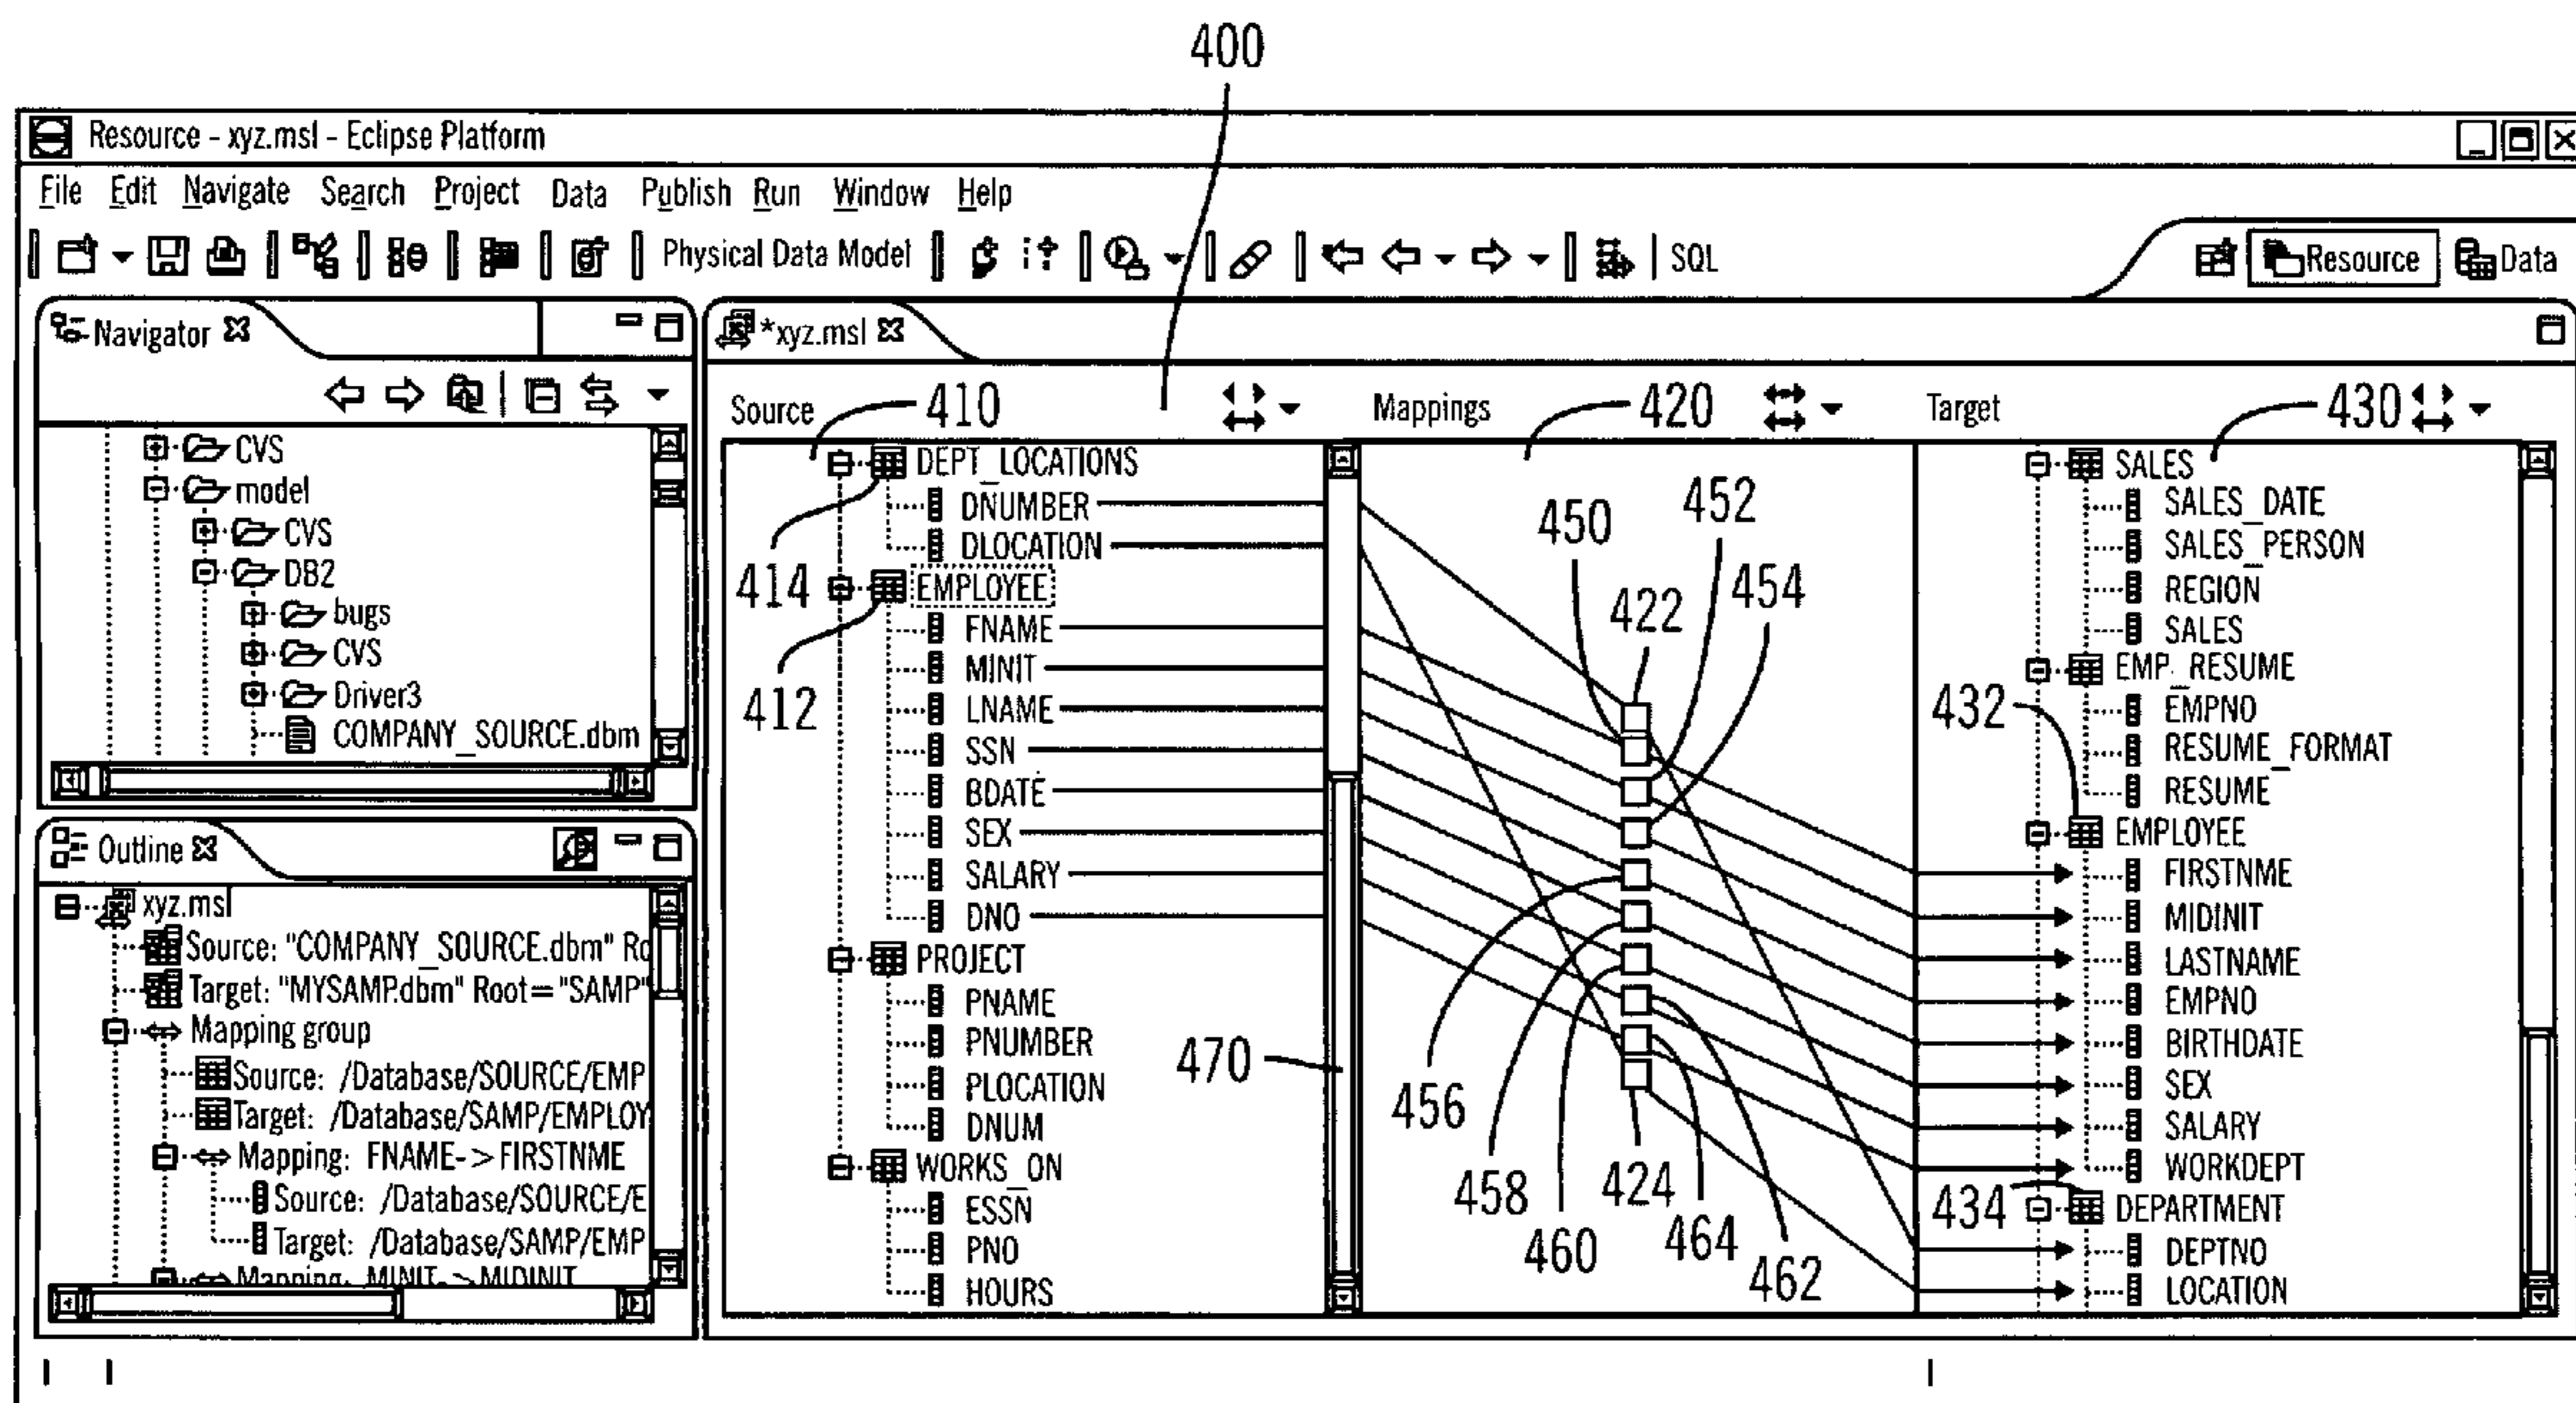 400
Resource - xyz.msl - Eclipse Platform
File Edit Navigate Search Project Data Publish Run Window Help
Physical Data Model SQL Resource Data
Navigator
CVS
model
CVS
DB2
bugs
CVS
Driver3
COMPANY_SOURCE.dbm
Outline
xyz.msl
Source: "COMPANY_SOURCE.dbm" Ro
Target: "MYSAMP.dbm" Root="SAMP"
Mapping group
Source: /Database/SOURCE/EMP
Target: /Database/SAMP/EMPLOY
Mapping: FNAME->FIRSTNME
Source: /Database/SOURCE/E
Target: /Database/SAMP/EMP
Mapping: MINIT->MIDINIT
*xyz.msl
Source 410
DEPT_LOCATIONS
DNUMBER
DLOCATION
414
EMPLOYEE
FNAME
MINIT
412
LNAME
SSN
BDATE
SEX
SALARY
DNO
PROJECT
PNAME
PNUMBER
PLOCATION
DNUM
WORKS_ON
ESSN
PNO
HOURS
470
Mappings 420
450
452
422
454
456
458
460
424
464
462
Target 430
SALES
SALES_DATE
SALES_PERSON
REGION
SALES
EMP_RESUME
432
EMPNO
RESUME_FORMAT
RESUME
EMPLOYEE
FIRSTNME
MIDINIT
LASTNAME
EMPNO
BIRTHDATE
SEX
SALARY
WORKDEPT
434
DEPARTMENT
DEPTNO
LOCATION